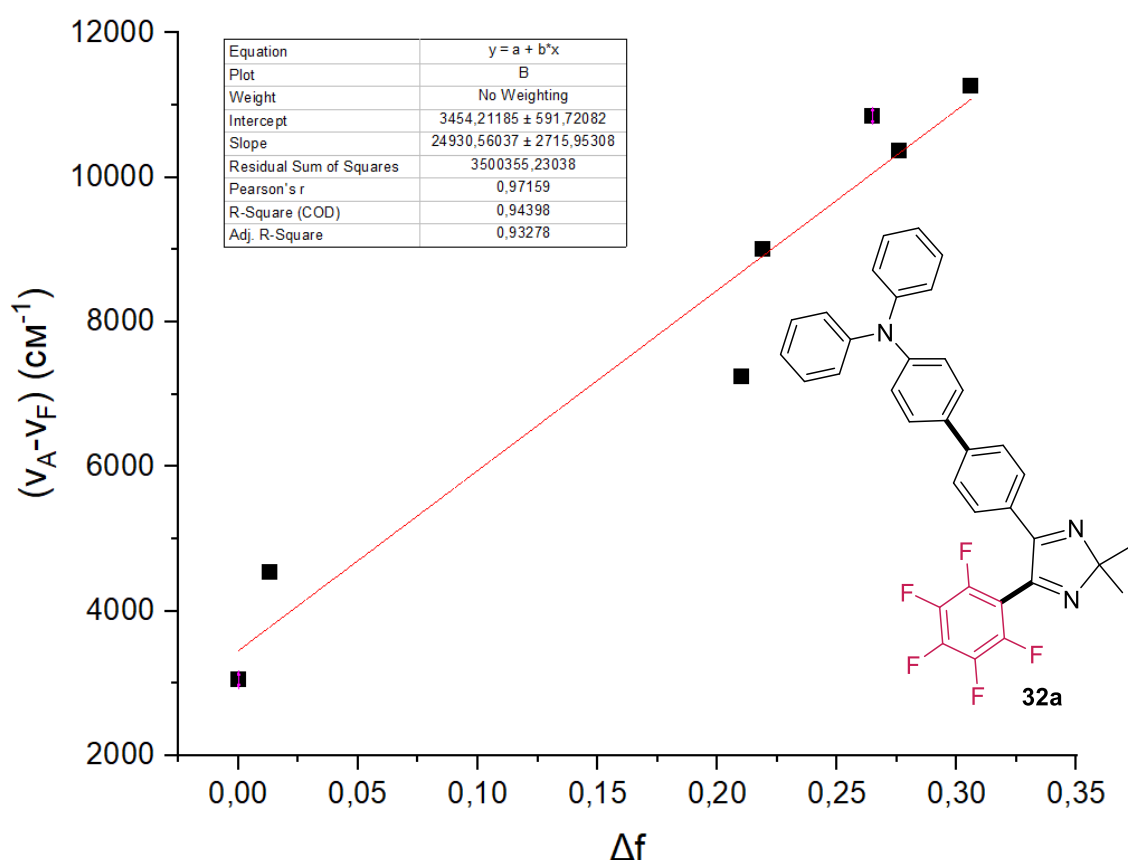 12000
10000
8000
6000
4000
2000
(ν_A-ν_F) (см⁻¹)
Equation y = a + b*x
Plot B
Weight No Weighting
Intercept 3454,21185 ± 591,72082
Slope 24930,56037 ± 2715,95308
Residual Sum of Squares 3500355,23038
Pearson's r 0,97159
R-Square (COD) 0,94398
Adj. R-Square 0,93278
N
N
N
F
F
F
F
F
32a
0,00 0,05 0,10 0,15 0,20 0,25 0,30 0,35
Δf